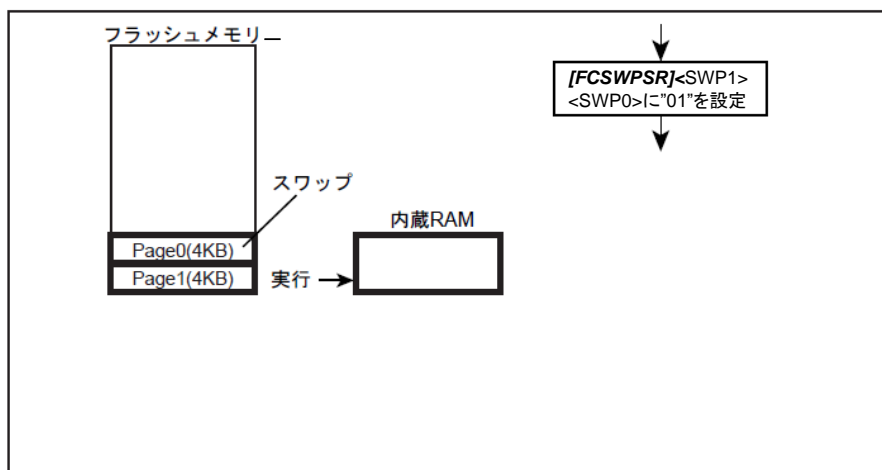 フラッシュメモリ
[FCSWPSR]<SWP1>
<SWP0>に"01"を設定
スワップ
内蔵RAM
Page0(4KB)
Page1(4KB)
実行